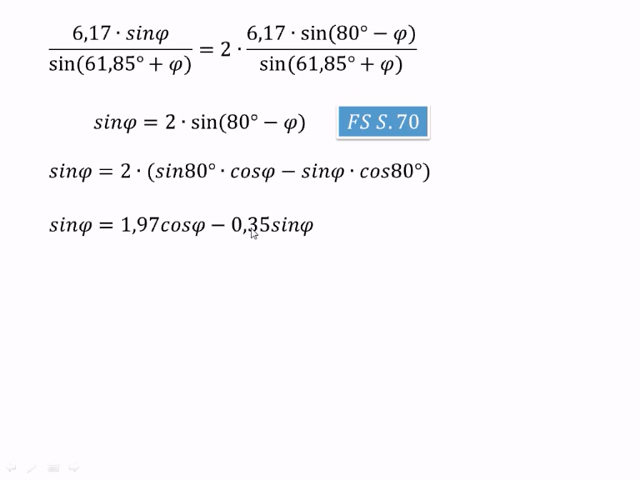 6,17 · sinφ / sin(61,85° + φ) = 2 · 6,17 · sin(80° − φ) / sin(61,85° + φ)
sinφ = 2 · sin(80° − φ) FS S. 70
sinφ = 2 · (sin80° · cosφ − sinφ · cos80°)
sinφ = 1,97cosφ − 0,35sinφ